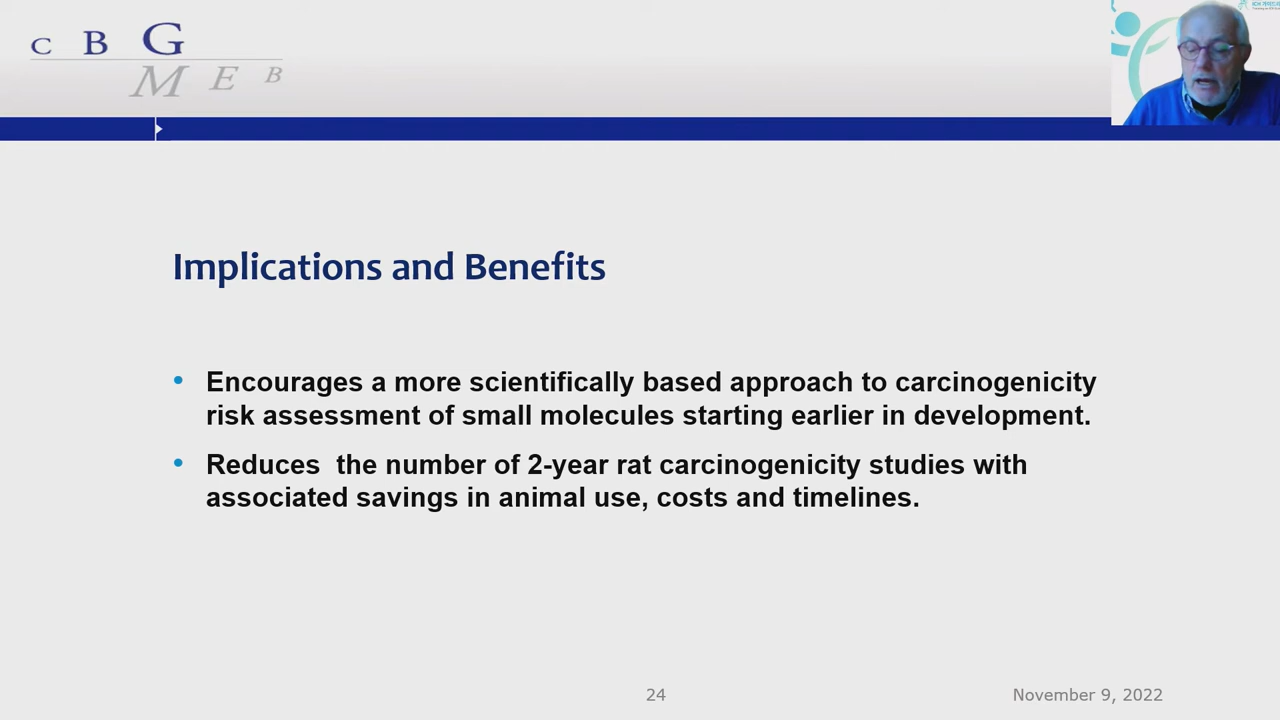 C B G
M E B
Implications and Benefits
• Encourages a more scientifically based approach to carcinogenicity
risk assessment of small molecules starting earlier in development.
• Reduces  the number of 2-year rat carcinogenicity studies with
associated savings in animal use, costs and timelines.
24
November 9, 2022